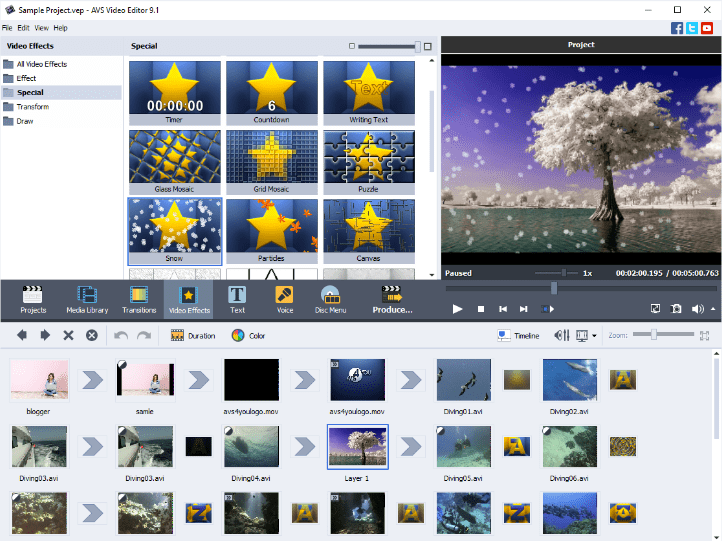 Sample Project.vep - AVS Video Editor 9.1
File Edit View Help
Video Effects
Special
Project
All Video Effects
Effect
Special
Transform
Draw
00:00:00
6
Text
Timer
Countdown
Writing Text
Glass Mosaic
Grid Mosaic
Puzzle
Snow
Particles
Canvas
Paused
1x
00:02:00.195 / 00:05:00.763
Projects
Media Library
Transitions
Video Effects
Text
Voice
Disc Menu
Produce...
Duration
Color
Timeline
Zoom:
blogger
samle
avs4youlogo.mov
avs4youlogo.mov
Diving01.avi
Diving02.avi
Diving03.avi
Diving03.avi
Diving04.avi
Layer 1
Diving05.avi
Diving06.avi